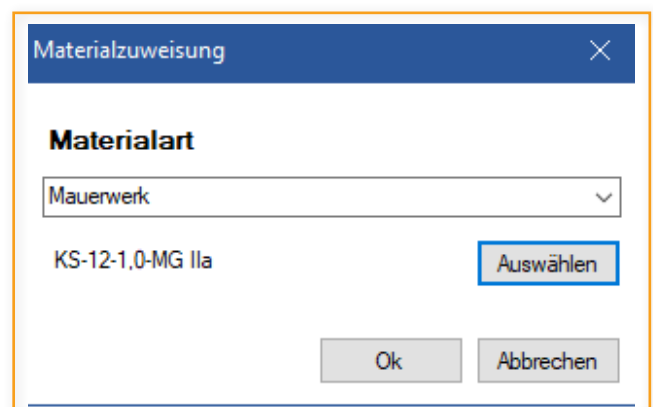 Materialzuweisung
Materialart
Mauerwerk
KS-12-1,0-MG IIa
Auswählen
Ok
Abbrechen